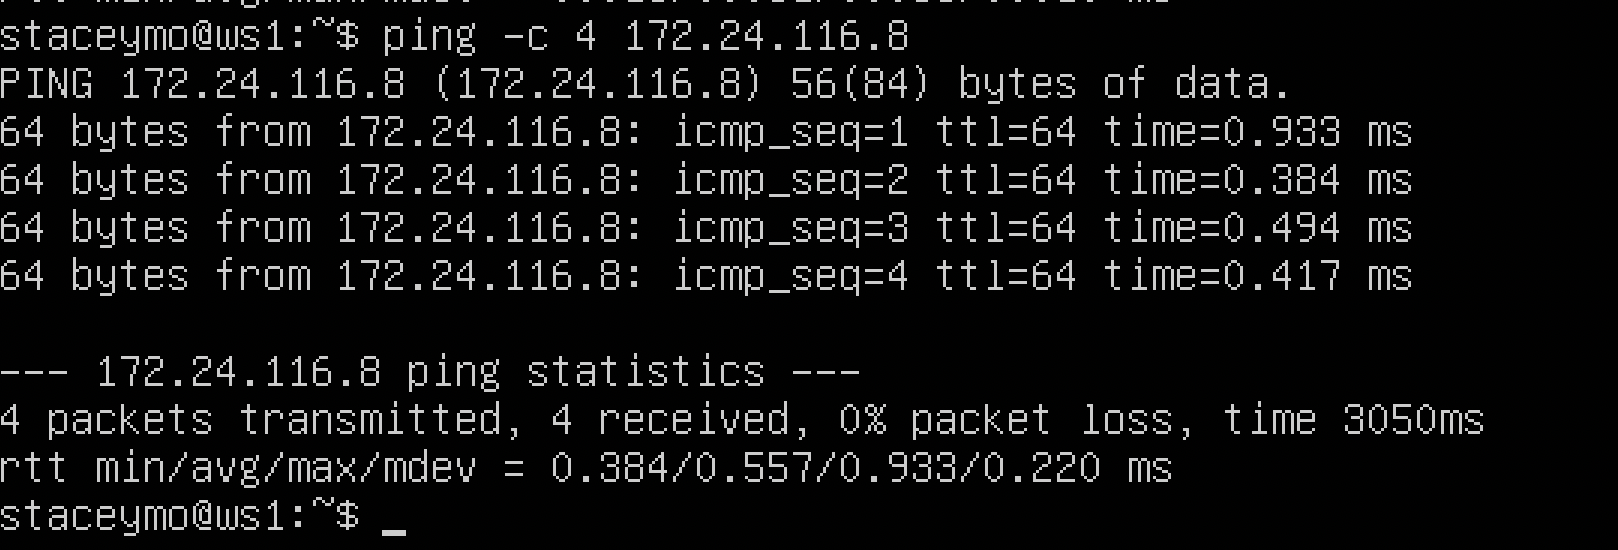 staceymo@ws1:~$ ping -c 4 172.24.116.8
PING 172.24.116.8 (172.24.116.8) 56(84) bytes of data.
64 bytes from 172.24.116.8: icmp_seq=1 ttl=64 time=0.933 ms
64 bytes from 172.24.116.8: icmp_seq=2 ttl=64 time=0.384 ms
64 bytes from 172.24.116.8: icmp_seq=3 ttl=64 time=0.494 ms
64 bytes from 172.24.116.8: icmp_seq=4 ttl=64 time=0.417 ms
--- 172.24.116.8 ping statistics ---
4 packets transmitted, 4 received, 0% packet loss, time 3050ms
rtt min/avg/max/mdev = 0.384/0.557/0.933/0.220 ms
staceymo@ws1:~$ _